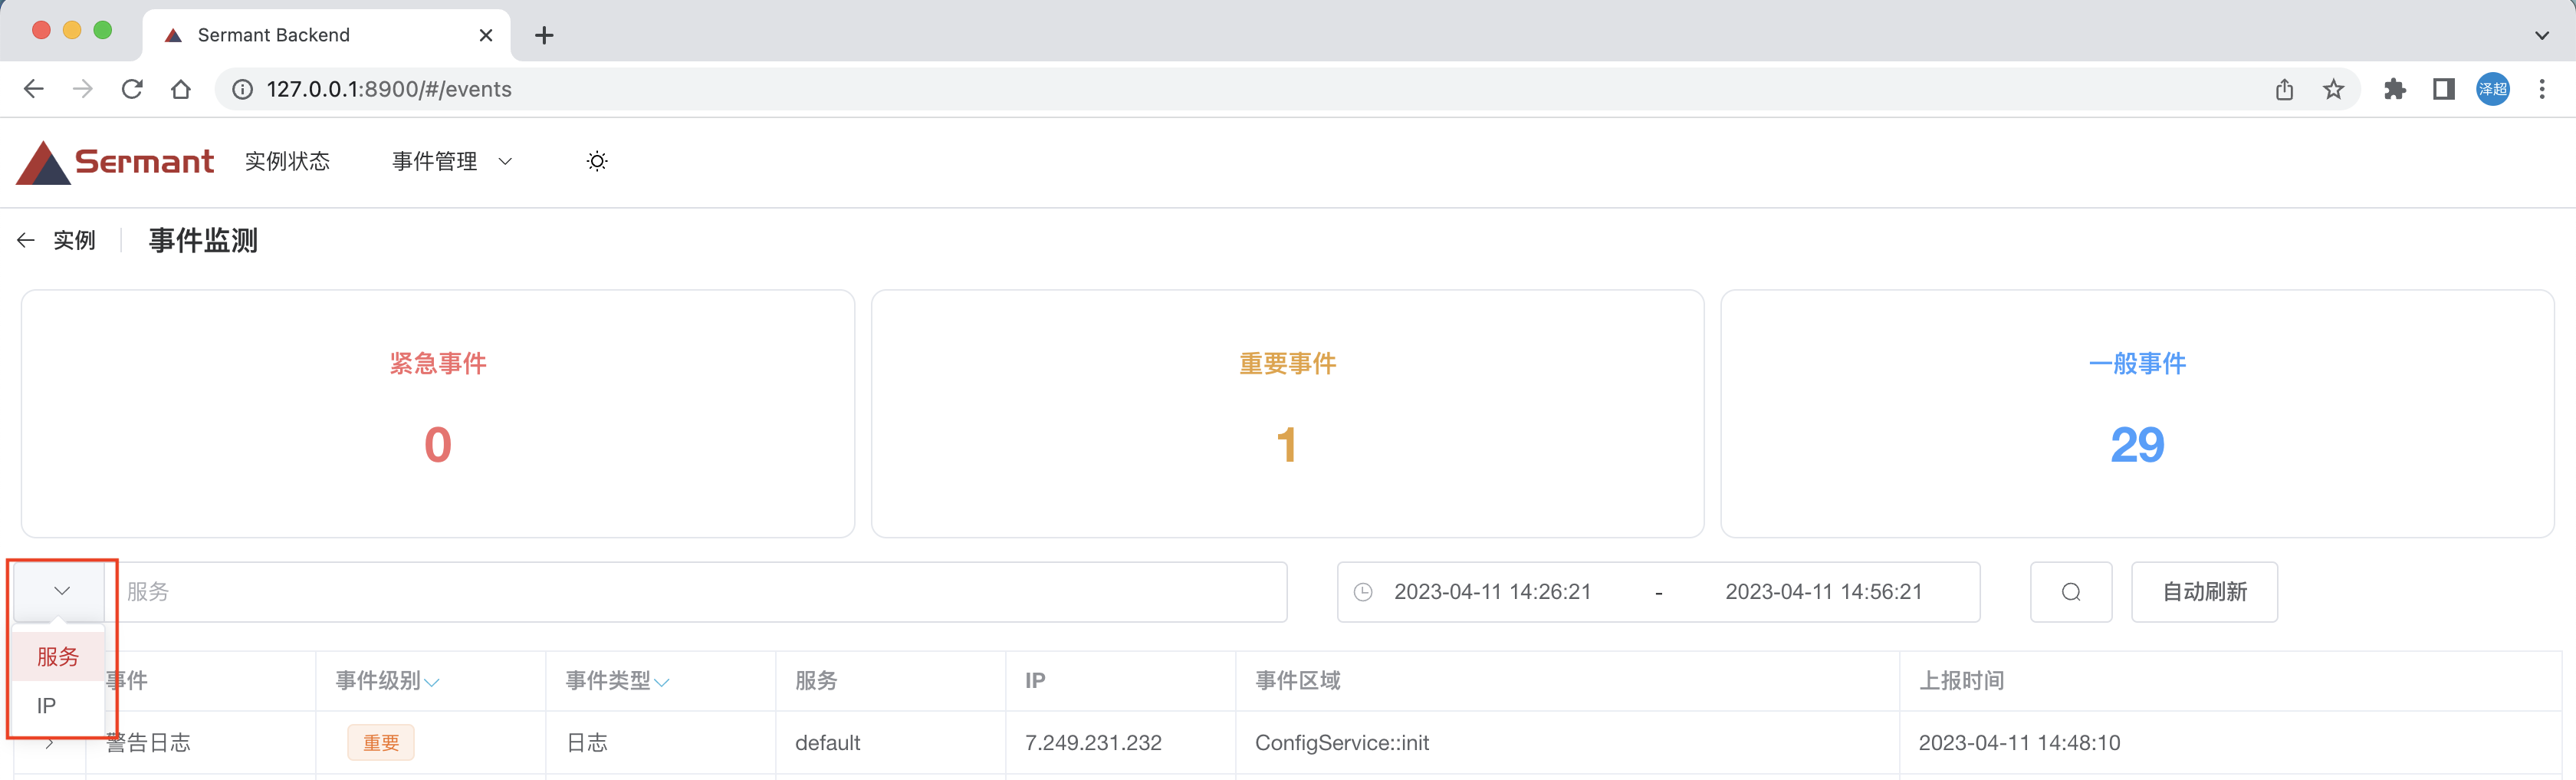 Sermant Backend
127.0.0.1:8900/#/events
泽超
Sermant 实例状态 事件管理
实例 事件监测
紧急事件 重要事件 一般事件
0 1 29
服务 2023-04-11 14:26:21 - 2023-04-11 14:56:21 自动刷新
服务
IP
事件 事件级别 事件类型 服务 IP 事件区域 上报时间
警告日志 重要 日志 default 7.249.231.232 ConfigService::init 2023-04-11 14:48:10